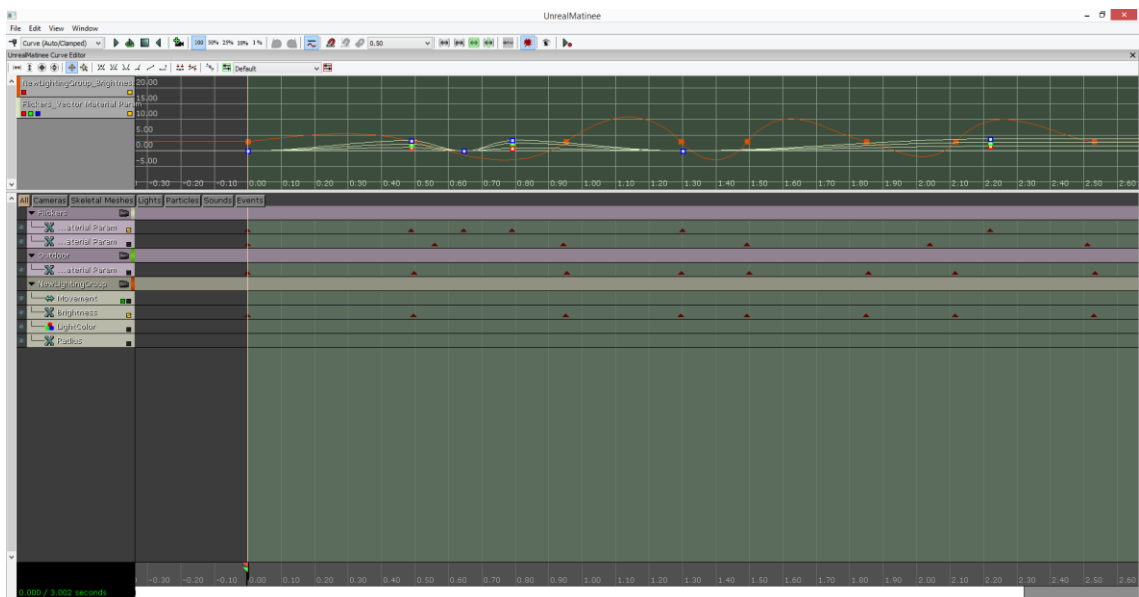 UnrealMatinee
File Edit View Window
Curve (Auto/Clamped) 100 50% 25% 10% 1% 0.50
UnrealMatinee Curve Editor
Default
NewLightingGroup_Brightness 20.00
15.00
Flickers_Vector Material Param
10.00
5.00
0.00
-5.00
-0.30 -0.20 -0.10 0.00 0.10 0.20 0.30 0.40 0.50 0.60 0.70 0.80 0.90 1.00 1.10 1.20 1.30 1.40 1.50 1.60 1.70 1.80 1.90 2.00 2.10 2.20 2.30 2.40 2.50 2.60
All Cameras Skeletal Meshes Lights Particles Sounds Events
Flickers
...aterial Param
...aterial Param
Outdoor
...aterial Param
NewLightingGroup
Movement
Brightness
LightColor
Radius
-0.30 -0.20 -0.10 0.00 0.10 0.20 0.30 0.40 0.50 0.60 0.70 0.80 0.90 1.00 1.10 1.20 1.30 1.40 1.50 1.60 1.70 1.80 1.90 2.00 2.10 2.20 2.30 2.40 2.50 2.60
0.000 / 3.002 seconds